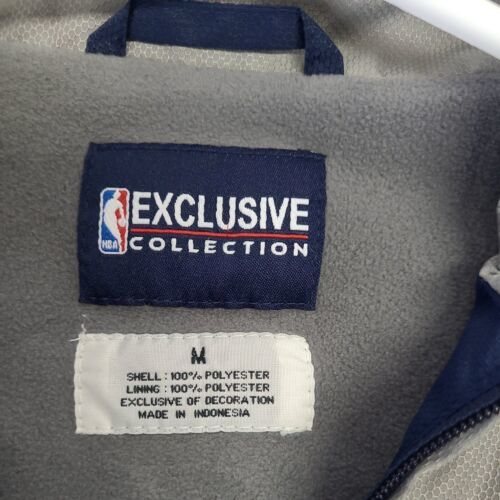 NBA
EXCLUSIVE
COLLECTION
M
SHELL : 100% POLYESTER
LINING : 100% POLYESTER
EXCLUSIVE OF DECORATION
MADE IN INDONESIA